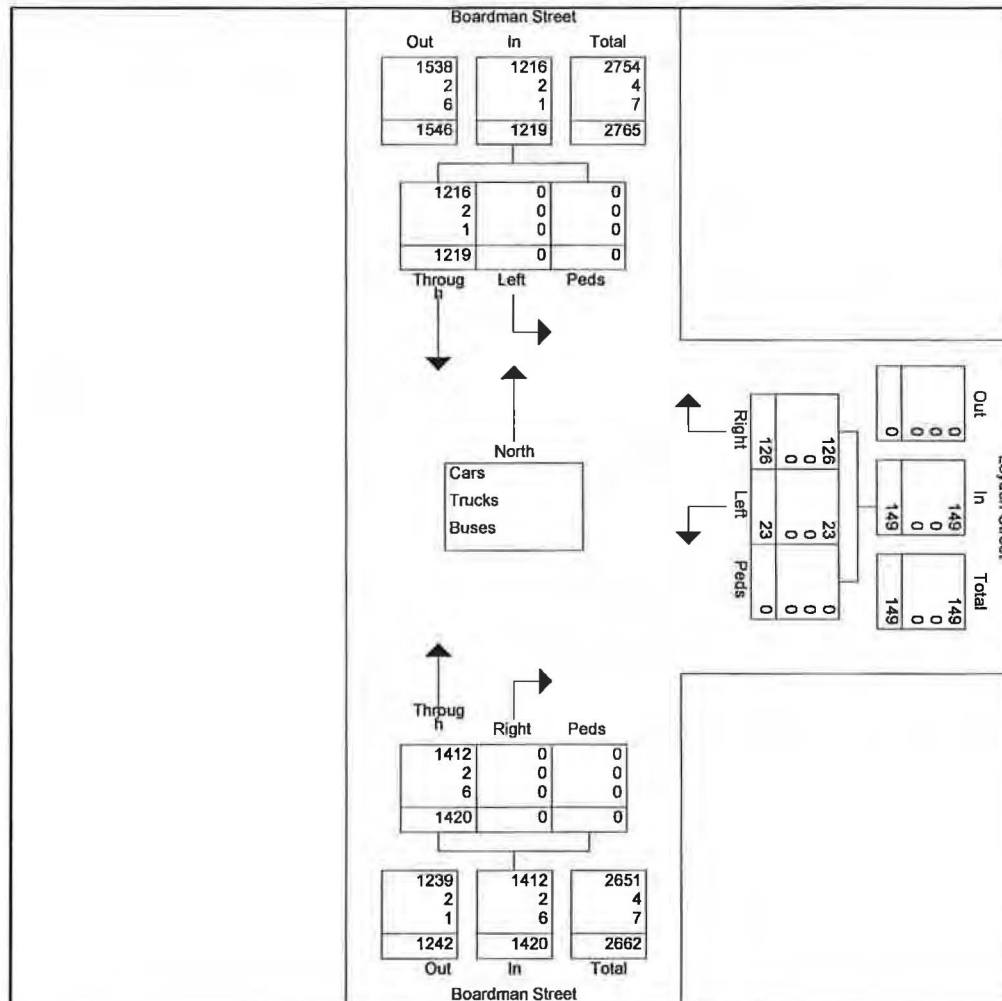 Boardman Street
Out In Total
1538 1216 2754
2 2 4
6 1 7
1546 1219 2765
1216 0 0
2 0 0
1 0 0
1219 0 0
Throug
h Left Peds
North
Cars
Trucks
Buses
Out In Total
0 149 149
0 0 0
0 0 0
0 149 149
126 23 0
0 0 0
0 0 0
126 23 0
Right Left Peds
Street
Throug
h Right Peds
1412 0 0
2 0 0
6 0 0
1420 0 0
1239 1412 2651
2 2 4
1 6 7
1242 1420 2662
Out In Total
Boardman Street